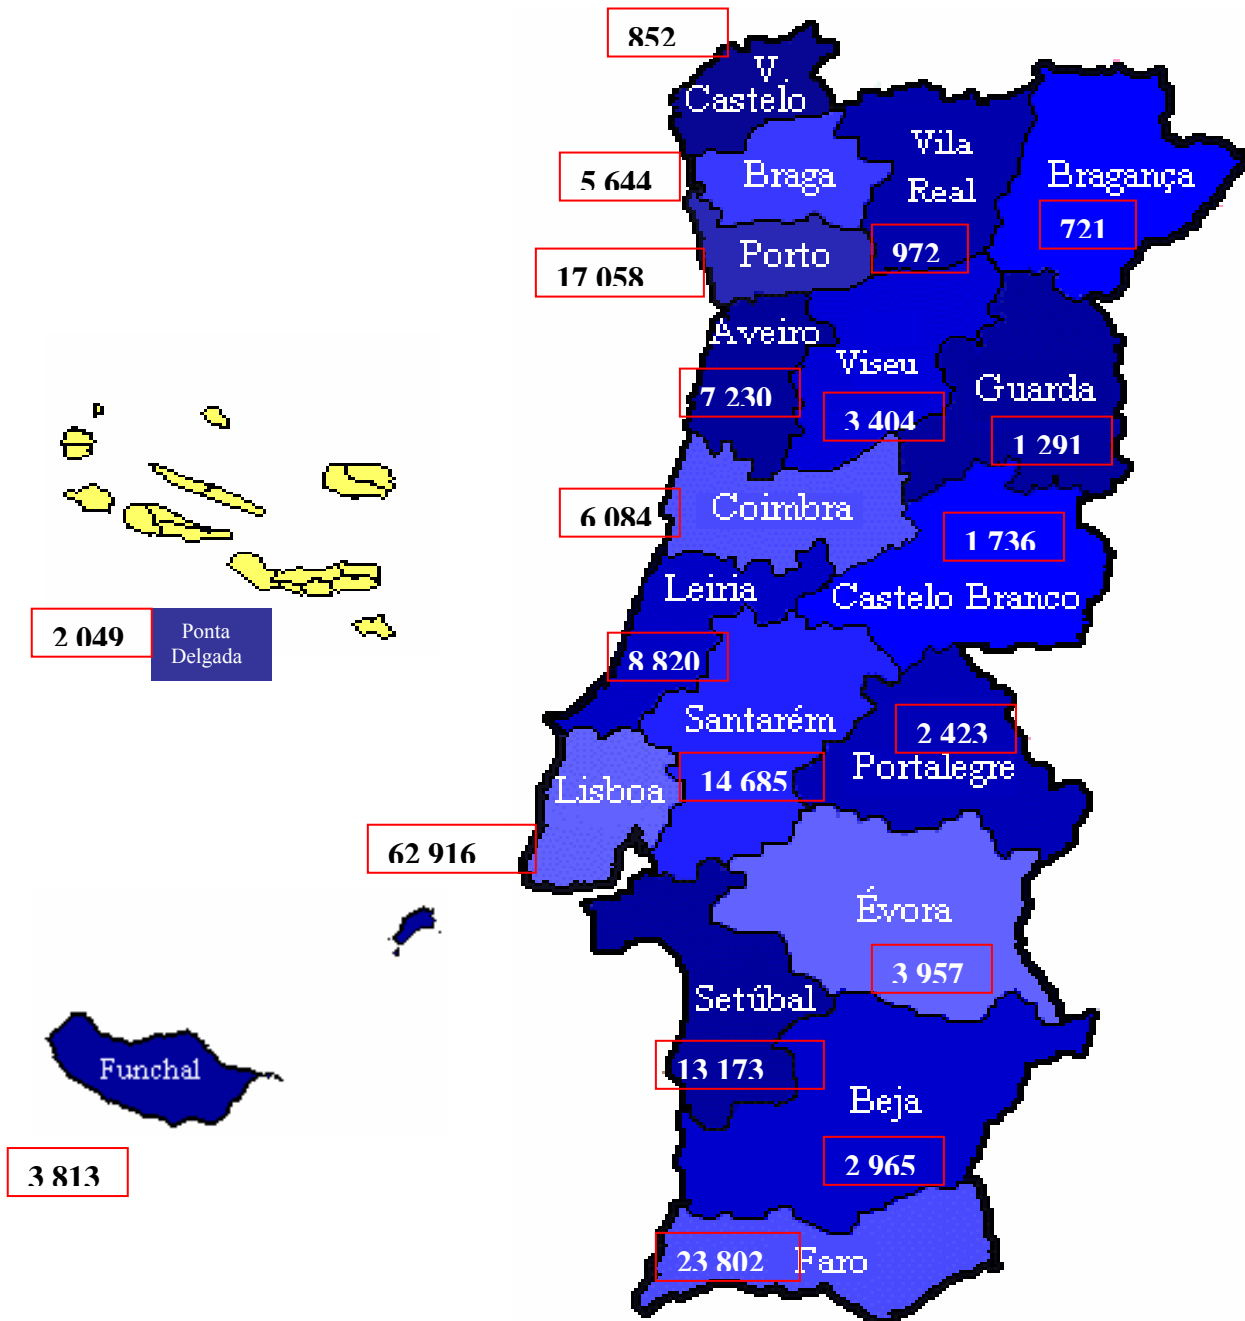 852
V
Castelo
Vila
Real
5 644
Braga
Bragança
721
Porto
972
17 058
Aveiro
Viseu
Guarda
7 230
3 404
1 291
6 084
Coimbra
1 736
Leiria
Castelo Branco
2 049
Ponta
Delgada
8 820
Santarém
2 423
Portalegre
Lisboa
14 685
62 916
Évora
3 957
Setúbal
Funchal
13 173
Beja
3 813
2 965
23 802
Faro